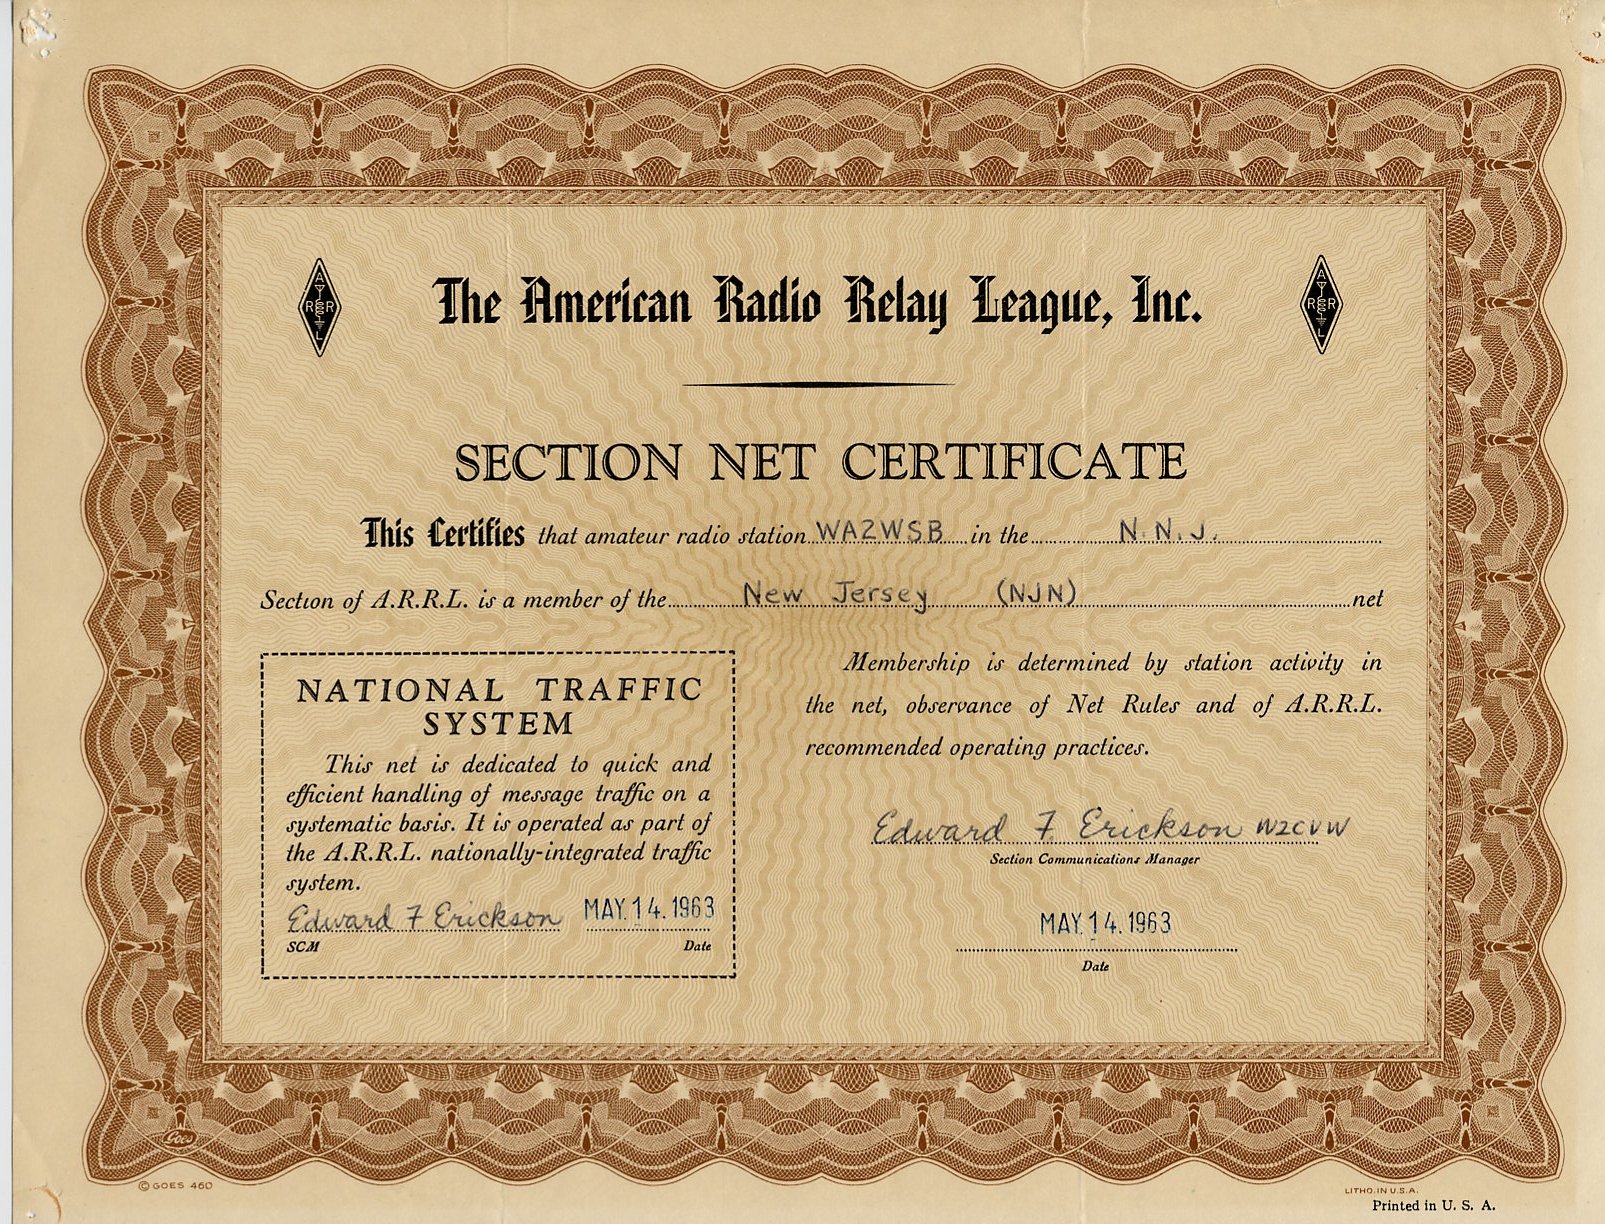 The American Radio Relay League, Inc.
A
R R
L
A
R R
L
SECTION NET CERTIFICATE
This Certifies that amateur radio station WA2WSB in the N.N.J.
Section of A.R.R.L. is a member of the New Jersey (NJN) net
NATIONAL TRAFFIC
SYSTEM
This net is dedicated to quick and
efficient handling of message traffic on a
systematic basis. It is operated as part of
the A.R.R.L. nationally-integrated traffic
system.
Edward F Erickson MAY.14.1963
SCM Date
Membership is determined by station activity in
the net, observance of Net Rules and of A.R.R.L.
recommended operating practices.
Edward F. Erickson W2CVW
Section Communications Manager
MAY.14.1963
Date
Goes
© GOES 460
LITHO. IN U.S.A.
Printed in U. S. A.